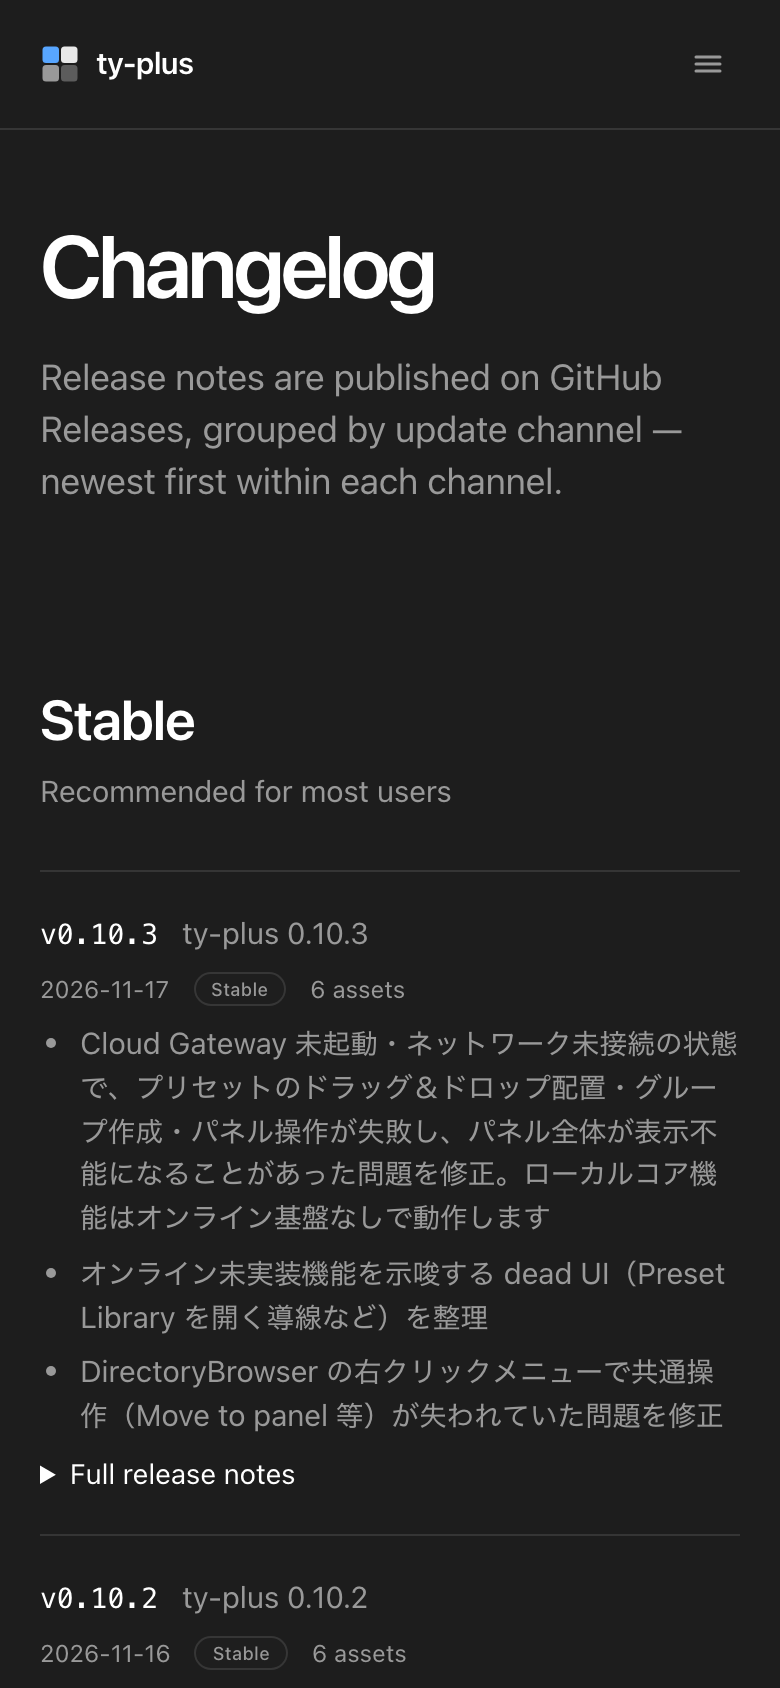 ty-plus
Changelog
Release notes are published on GitHub
Releases, grouped by update channel —
newest first within each channel.
Stable
Recommended for most users
v0.10.3 ty-plus 0.10.3
2026-11-17 Stable 6 assets
• Cloud Gateway 未起動・ネットワーク未接続の状態
で、プリセットのドラッグ＆ドロップ配置・グルー
プ作成・パネル操作が失敗し、パネル全体が表示不
能になることがあった問題を修正。ローカルコア機
能はオンライン基盤なしで動作します
• オンライン未実装機能を示唆する dead UI（Preset
Library を開く導線など）を整理
• DirectoryBrowser の右クリックメニューで共通操
作（Move to panel 等）が失われていた問題を修正
▶ Full release notes
v0.10.2 ty-plus 0.10.2
2026-11-16 Stable 6 assets